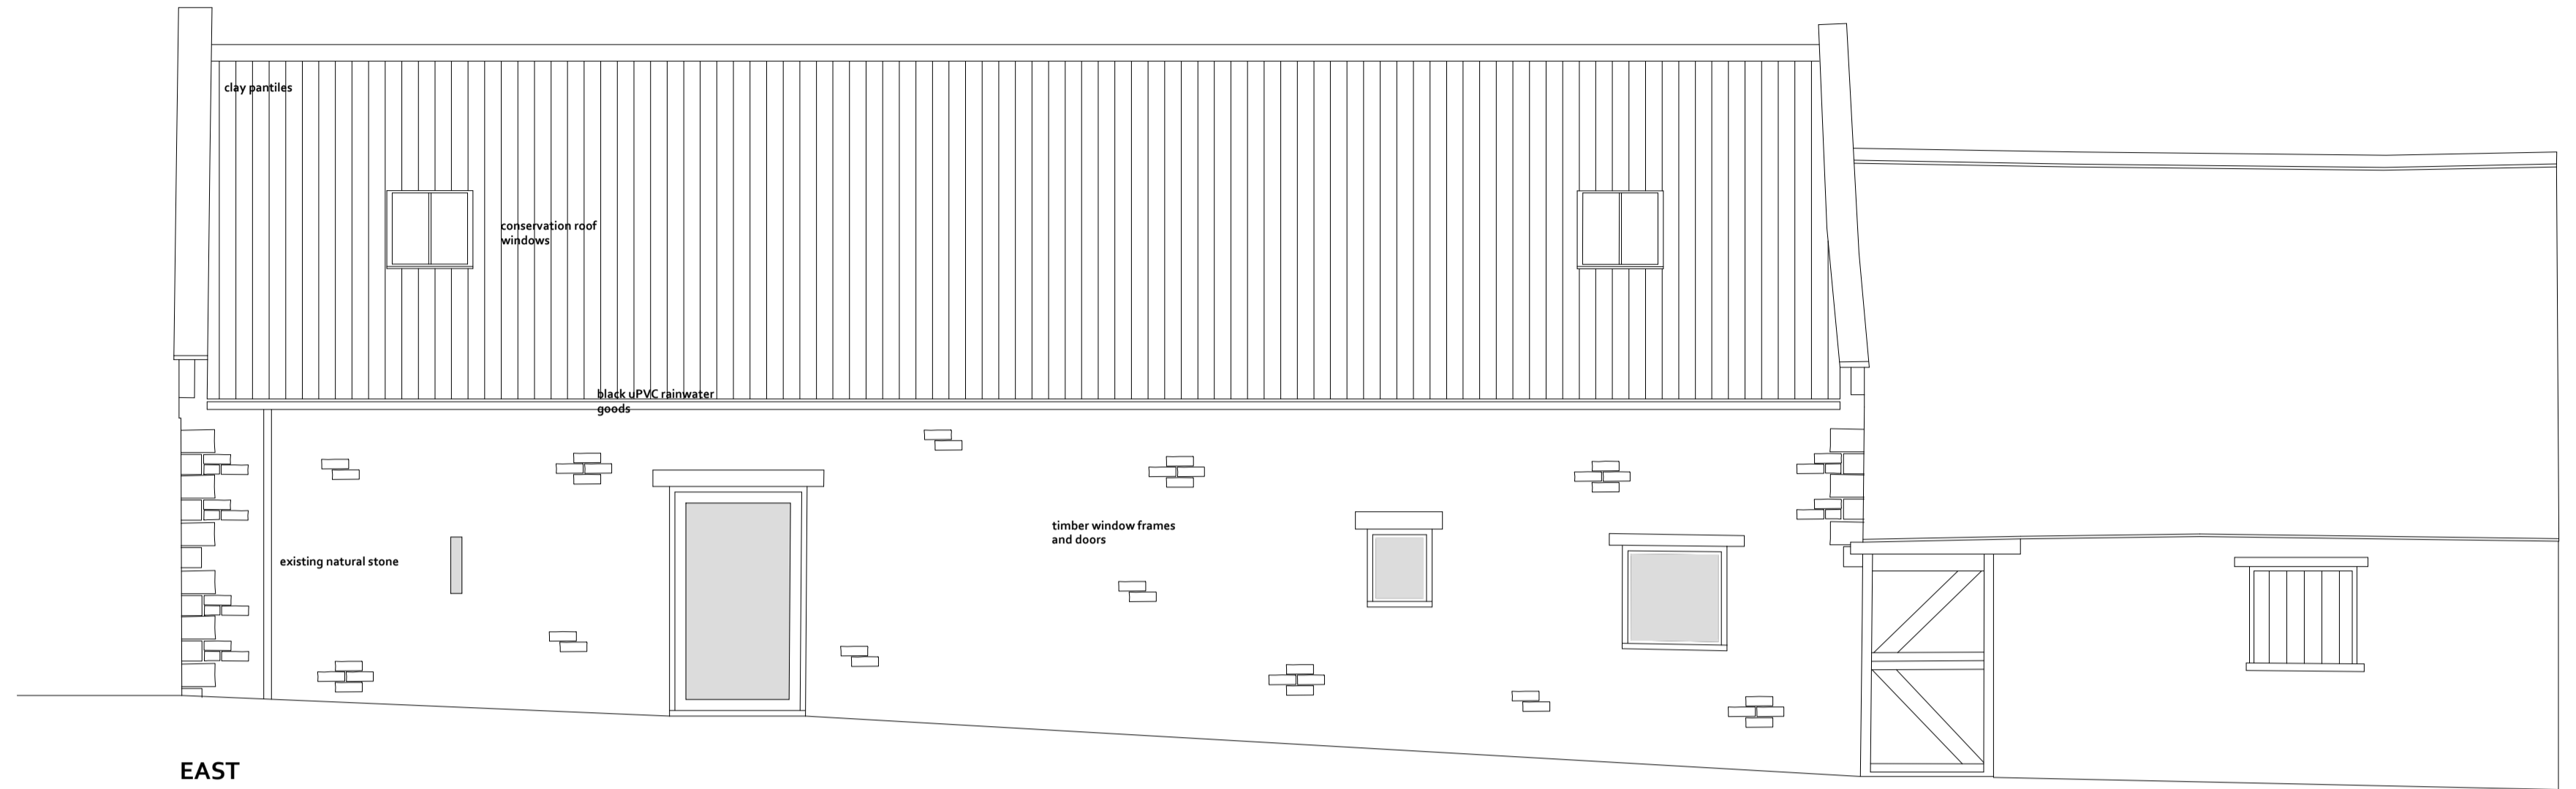 clay pantiles
conservation roof
windows
black uPVC rainwater
goods
timber window frames
and doors
existing natural stone
EAST